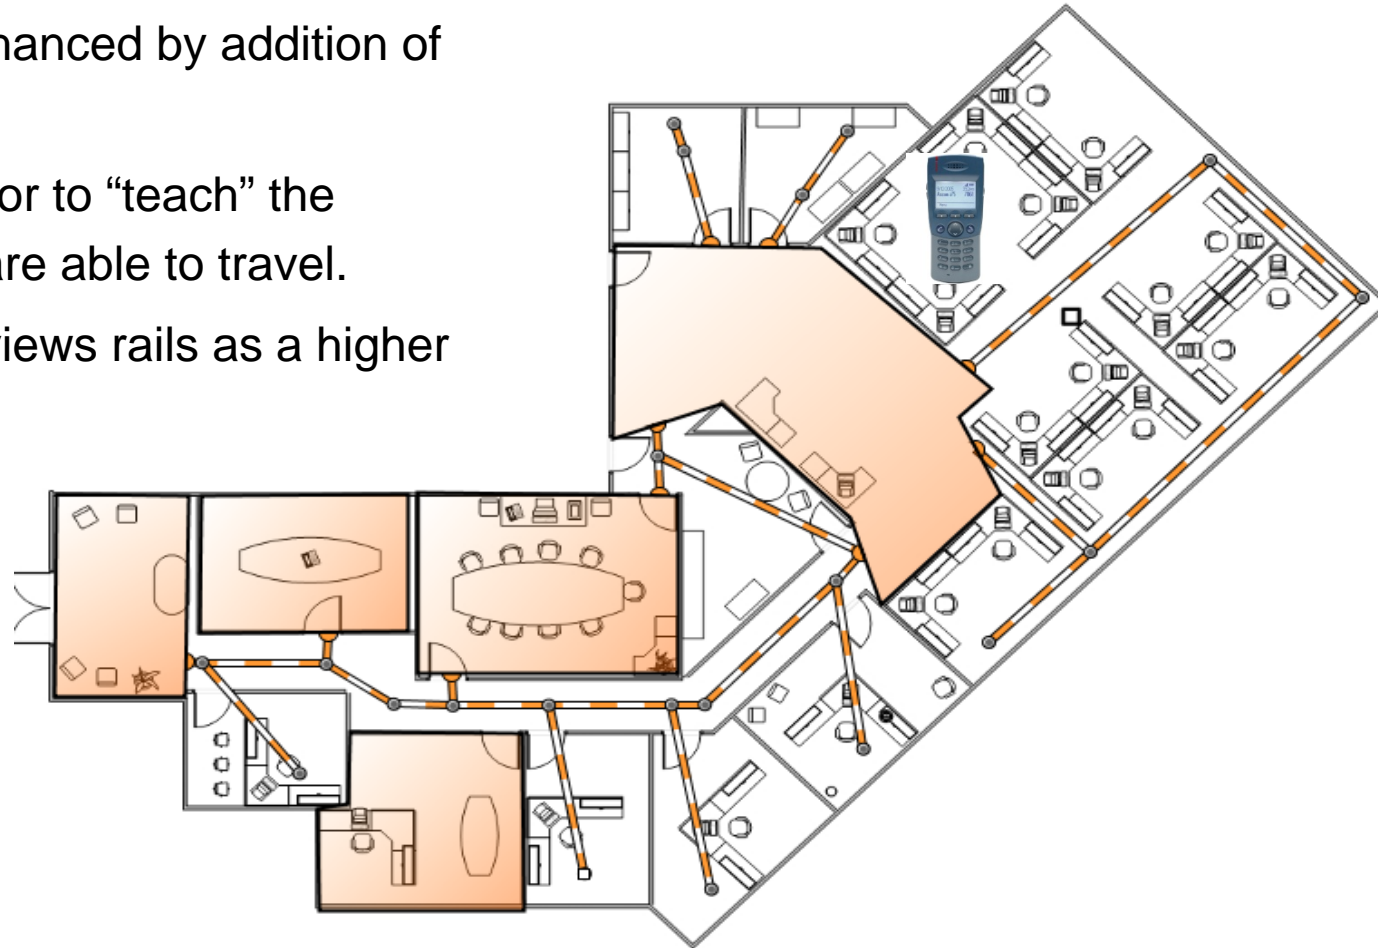 hanced by addition of
or to “teach” the
are able to travel.
views rails as a higher